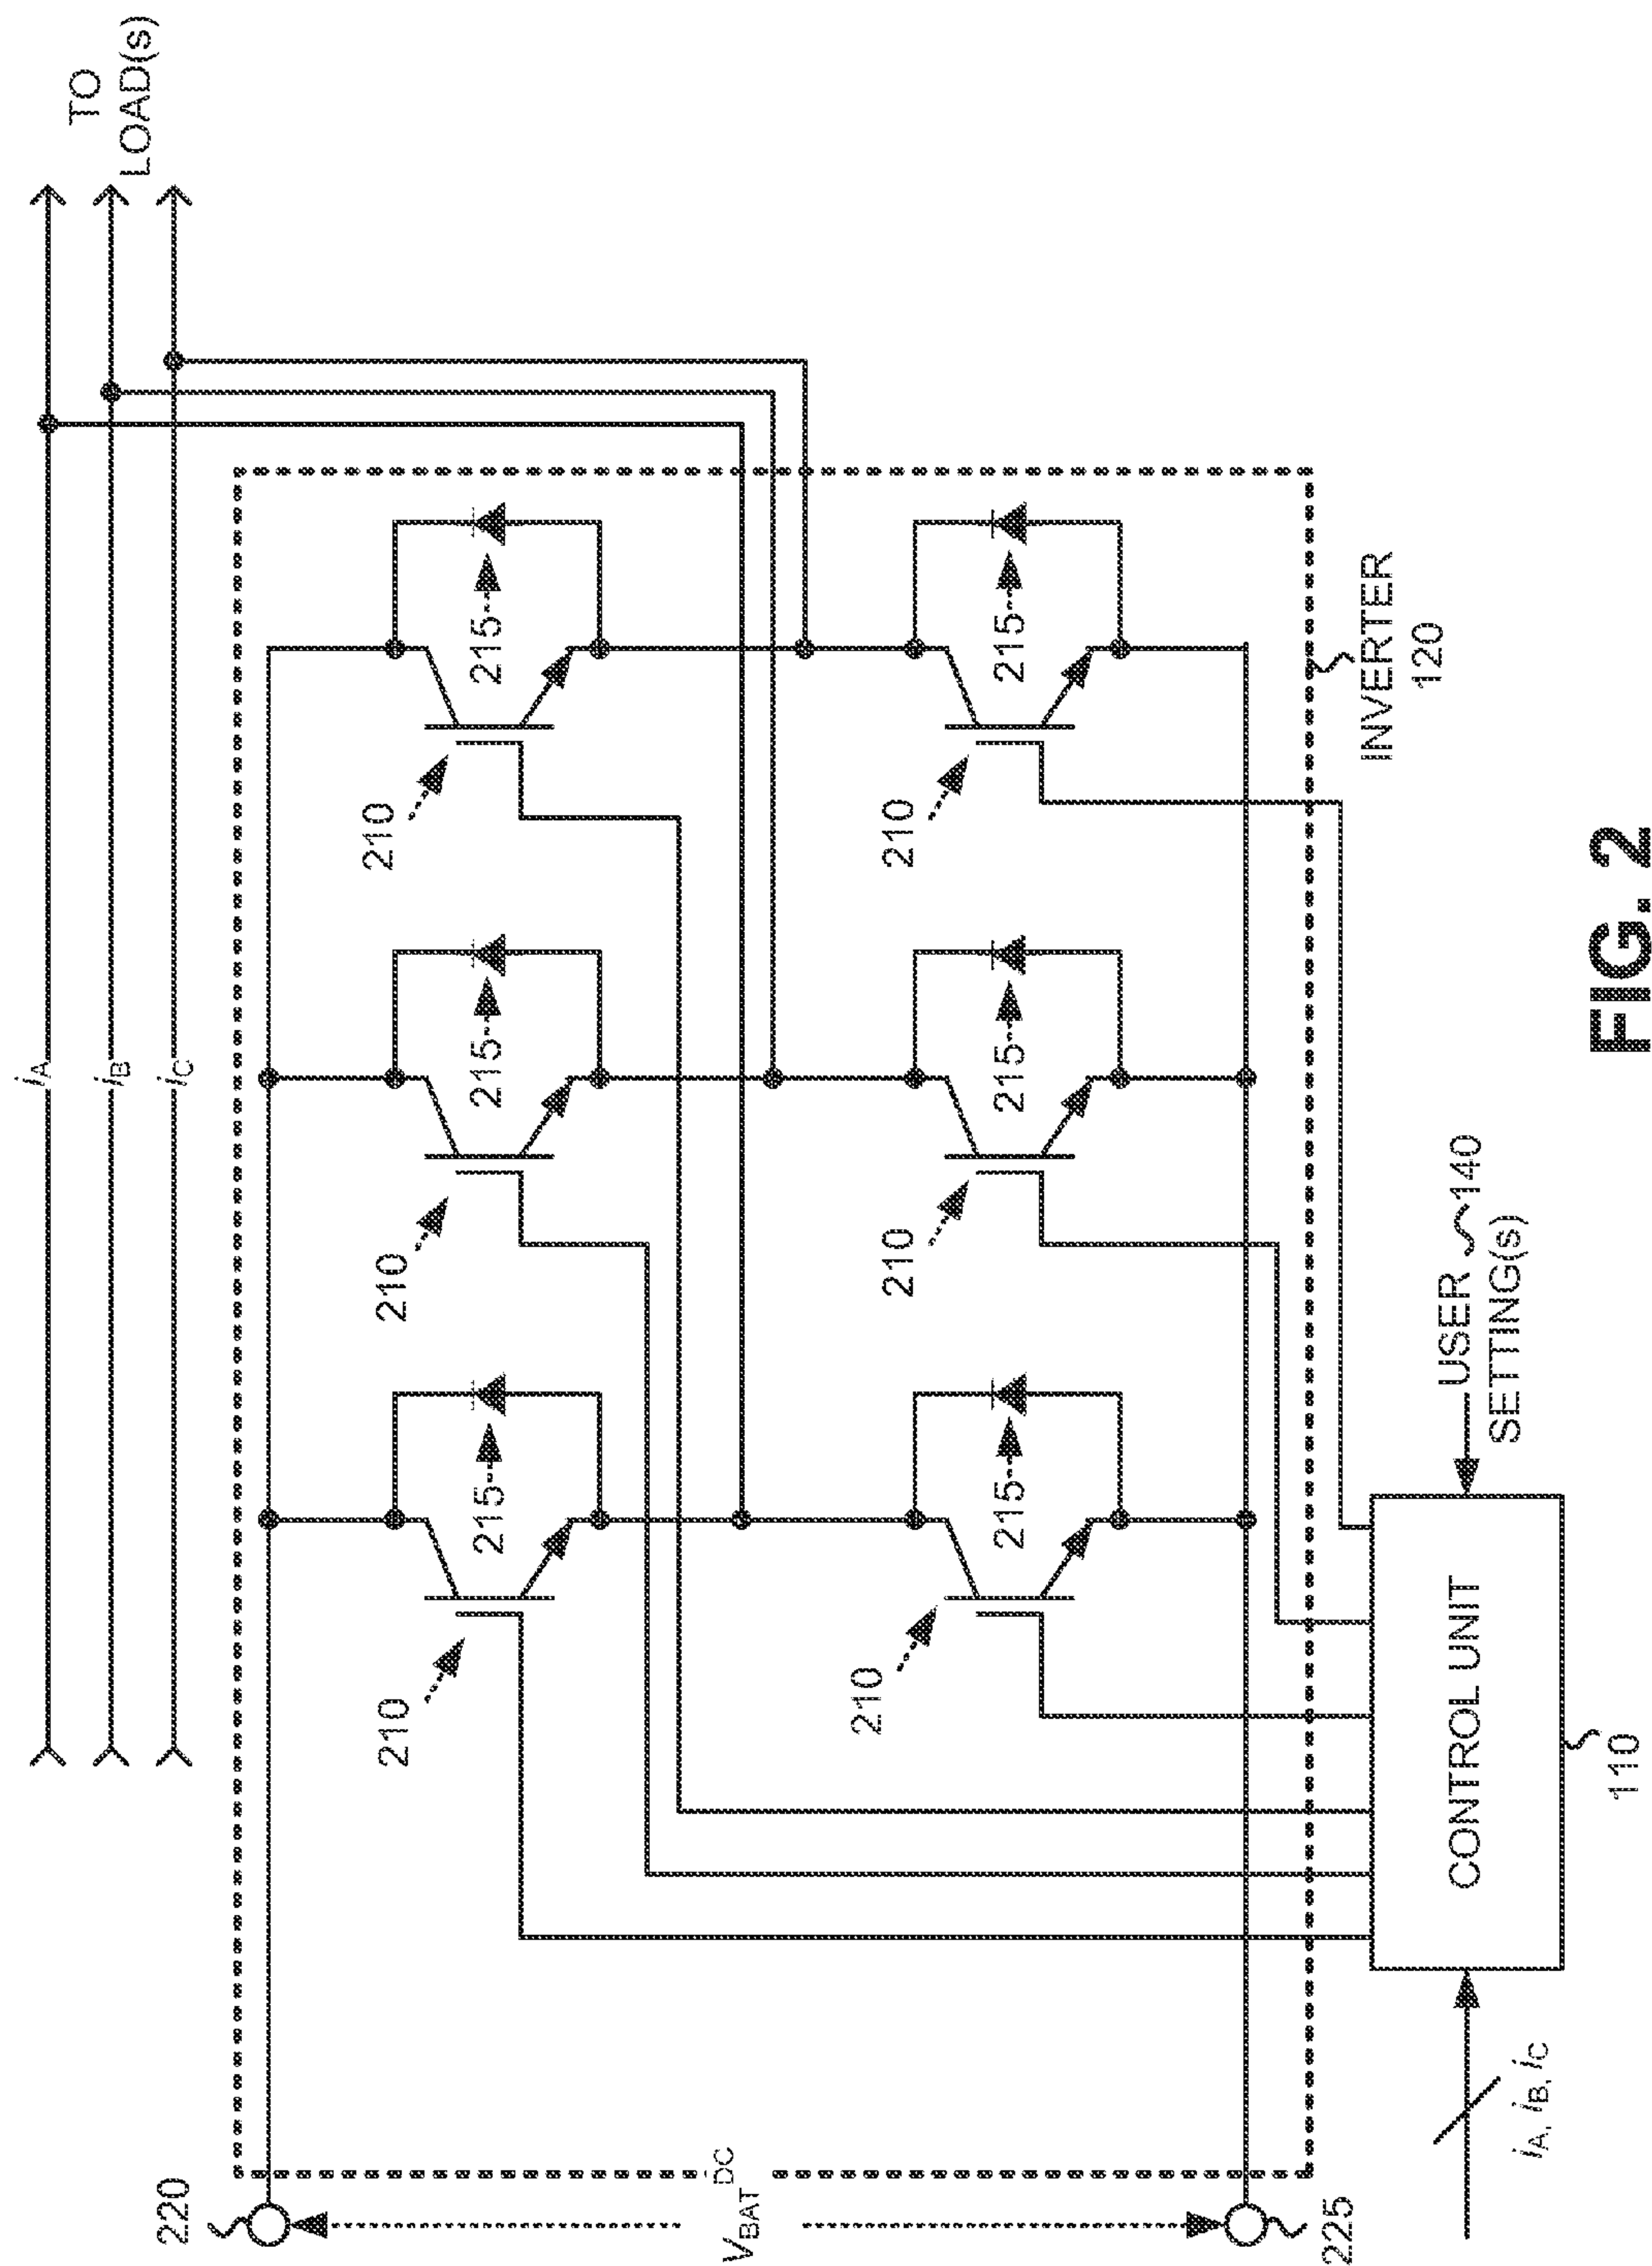 iA
iB
iC
TO
LOAD(s)
220
VBAT DC
225
210
215
210
215
210
215
210
215
210
215
210
215
INVERTER
120
iA, iB, iC
CONTROL UNIT
110
USER 140
SETTING(s)
FIG. 2